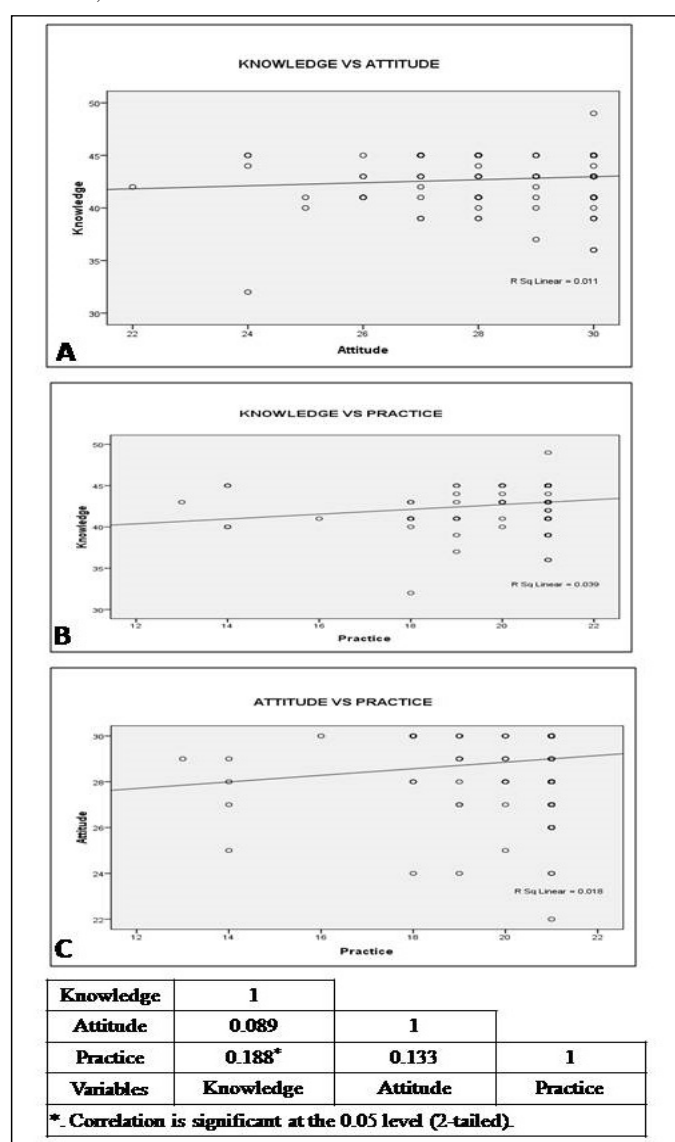 KNOWLEDGE VS ATTITUDE
50
45
40
35
30
Knowledge
R Sq Linear = 0.011
22 24 26 28 30
A
Attitude
KNOWLEDGE VS PRACTICE
50
45
40
35
30
Knowledge
R Sq Linear = 0.039
12 14 16 18 20 22
B
Practice
ATTITUDE VS PRACTICE
30
28
26
24
22
Attitude
R Sq Linear = 0.018
12 14 16 18 20 22
C
Practice
Knowledge 1
Attitude 0.089 1
Practice 0.188* 0.133 1
Variables Knowledge Attitude Practice
*. Correlation is significant at the 0.05 level (2-tailed).